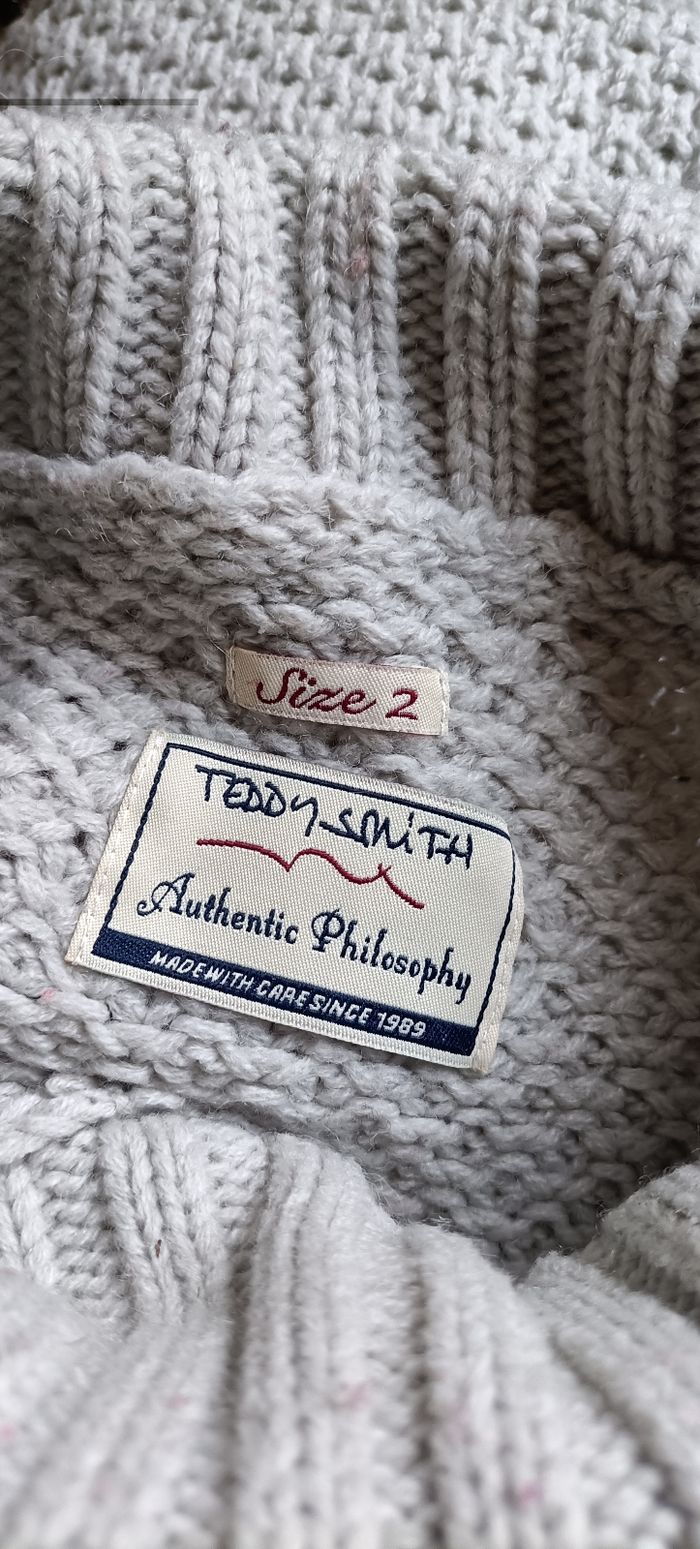 Size 2
TEDDY SMiTH
Authentic Philosophy
MADE WITH CARE SINCE 1989